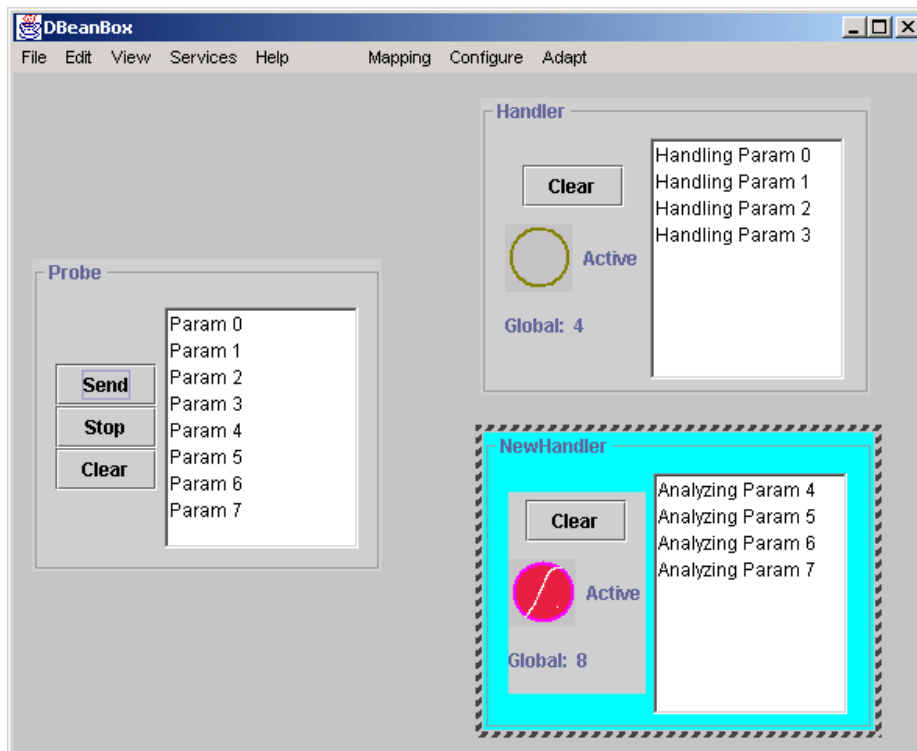 DBeanBox
File Edit View Services Help Mapping Configure Adapt
Probe
Send
Stop
Clear
Param 0
Param 1
Param 2
Param 3
Param 4
Param 5
Param 6
Param 7
Handler
Clear
Active
Global: 4
Handling Param 0
Handling Param 1
Handling Param 2
Handling Param 3
NewHandler
Clear
Active
Global: 8
Analyzing Param 4
Analyzing Param 5
Analyzing Param 6
Analyzing Param 7